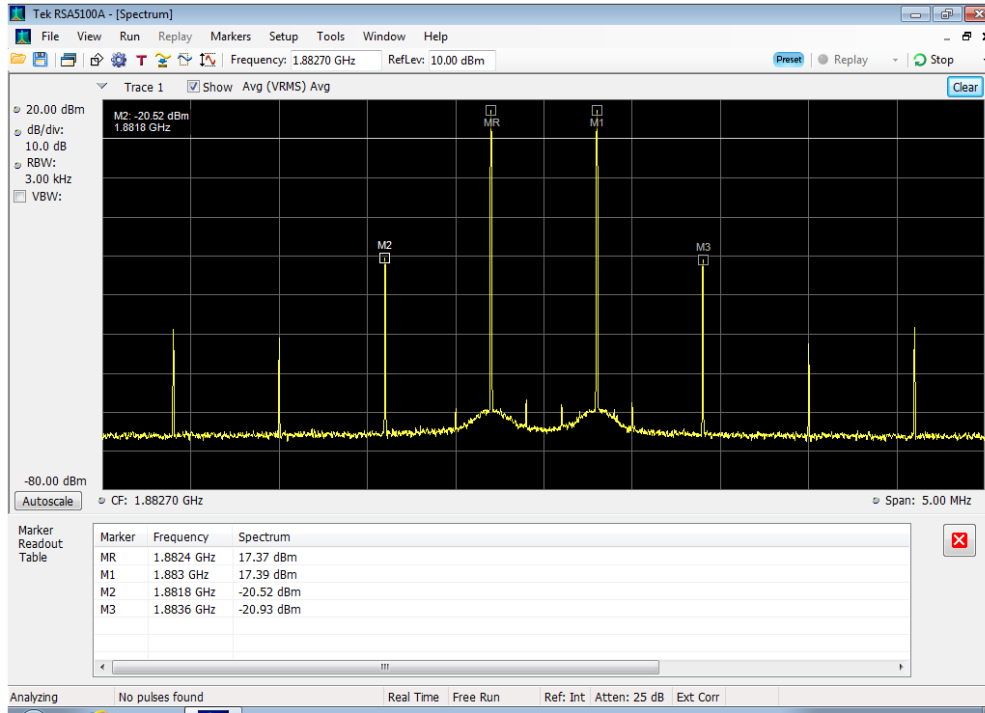 Tek RSA5100A - [Spectrum]
File View Run Replay Markers Setup Tools Window Help
T Frequency: 1.88270 GHz RefLev: 10.00 dBm Preset Replay Stop
Trace 1 Show Avg (VRMS) Avg Clear
20.00 dBm
dB/div:
10.0 dB
RBW:
3.00 kHz
VBW:
M2: -20.52 dBm
1.8818 GHz
MR
M1
M2
M3
-80.00 dBm
Autoscale CF: 1.88270 GHz Span: 5.00 MHz
Marker
Readout
Table
Marker Frequency Spectrum
MR 1.8824 GHz 17.37 dBm
M1 1.883 GHz 17.39 dBm
M2 1.8818 GHz -20.52 dBm
M3 1.8836 GHz -20.93 dBm
Analyzing No pulses found Real Time Free Run Ref: Int Atten: 25 dB Ext Corr